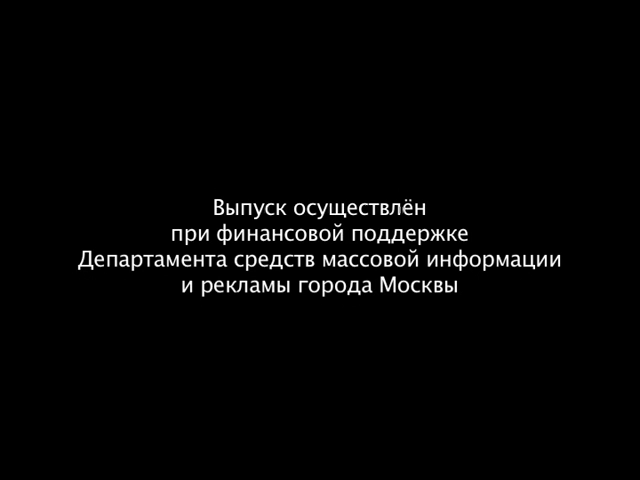 Выпуск осуществлён
при финансовой поддержке
Департамента средств массовой информации
и рекламы города Москвы